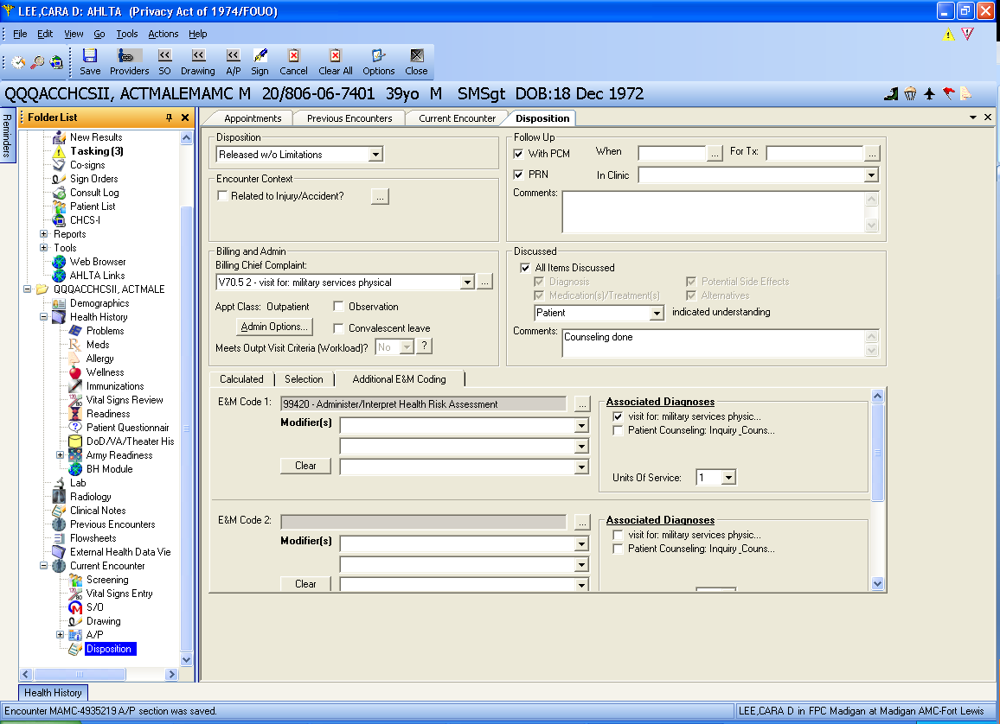 LEE,CARA D: AHLTA (Privacy Act of 1974/FOUO)
File Edit View Go Tools Actions Help
Save Providers SO Drawing A/P Sign Cancel Clear All Options Close
QQQACCHCSII, ACTMALEMAMC M 20/806-06-7401 39yo M SMSgt DOB:18 Dec 1972
Reminders
Folder List
New Results
Tasking (3)
Co-signs
Sign Orders
Consult Log
Patient List
CHCS-I
Reports
Tools
Web Browser
AHLTA Links
QQQACCHCSII, ACTMALE
Demographics
Health History
Problems
Meds
Allergy
Wellness
Immunizations
Vital Signs Review
Readiness
Patient Questionnair
DoD/VA/Theater His
Army Readiness
BH Module
Lab
Radiology
Clinical Notes
Previous Encounters
Flowsheets
External Health Data Vie
Current Encounter
Screening
Vital Signs Entry
S/O
Drawing
A/P
Disposition
Health History
Appointments Previous Encounters Current Encounter Disposition
Disposition
Released w/o Limitations
Encounter Context
Related to Injury/Accident? ...
Follow Up
With PCM When ... For Tx: ...
PRN In Clinic
Comments:
Billing and Admin
Billing Chief Complaint:
V70.5 2 - visit for: military services physical ...
Appt Class: Outpatient Observation
Admin Options... Convalescent leave
Meets Outpt Visit Criteria (Workload)? No ?
Discussed
All Items Discussed
Diagnosis Potential Side Effects
Medication(s)/Treatment(s) Alternatives
Patient indicated understanding
Comments: Counseling done
Calculated Selection Additional E&M Coding
E&M Code 1: 99420 - Administer/Interpret Health Risk Assessment ...
Modifier(s)
Clear
Associated Diagnoses
visit for: military services physic...
Patient Counseling: Inquiry _Couns...
Units Of Service: 1
E&M Code 2: ...
Modifier(s)
Clear
Associated Diagnoses
visit for: military services physic...
Patient Counseling: Inquiry _Couns...
Encounter MAMC-4935219 A/P section was saved. LEE,CARA D in FPC Madigan at Madigan AMC-Fort Lewis